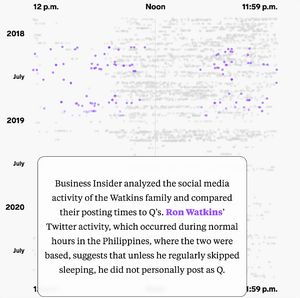 12 p.m. Noon 11:59 p.m.
2018
July
2019
July
Business Insider analyzed the social media
activity of the Watkins family and compared
their posting times to Q's. Ron Watkins'
Twitter activity, which occurred during normal
hours in the Philippines, where the two were
based, suggests that unless he regularly skipped
sleeping, he did not personally post as Q.
2020
July